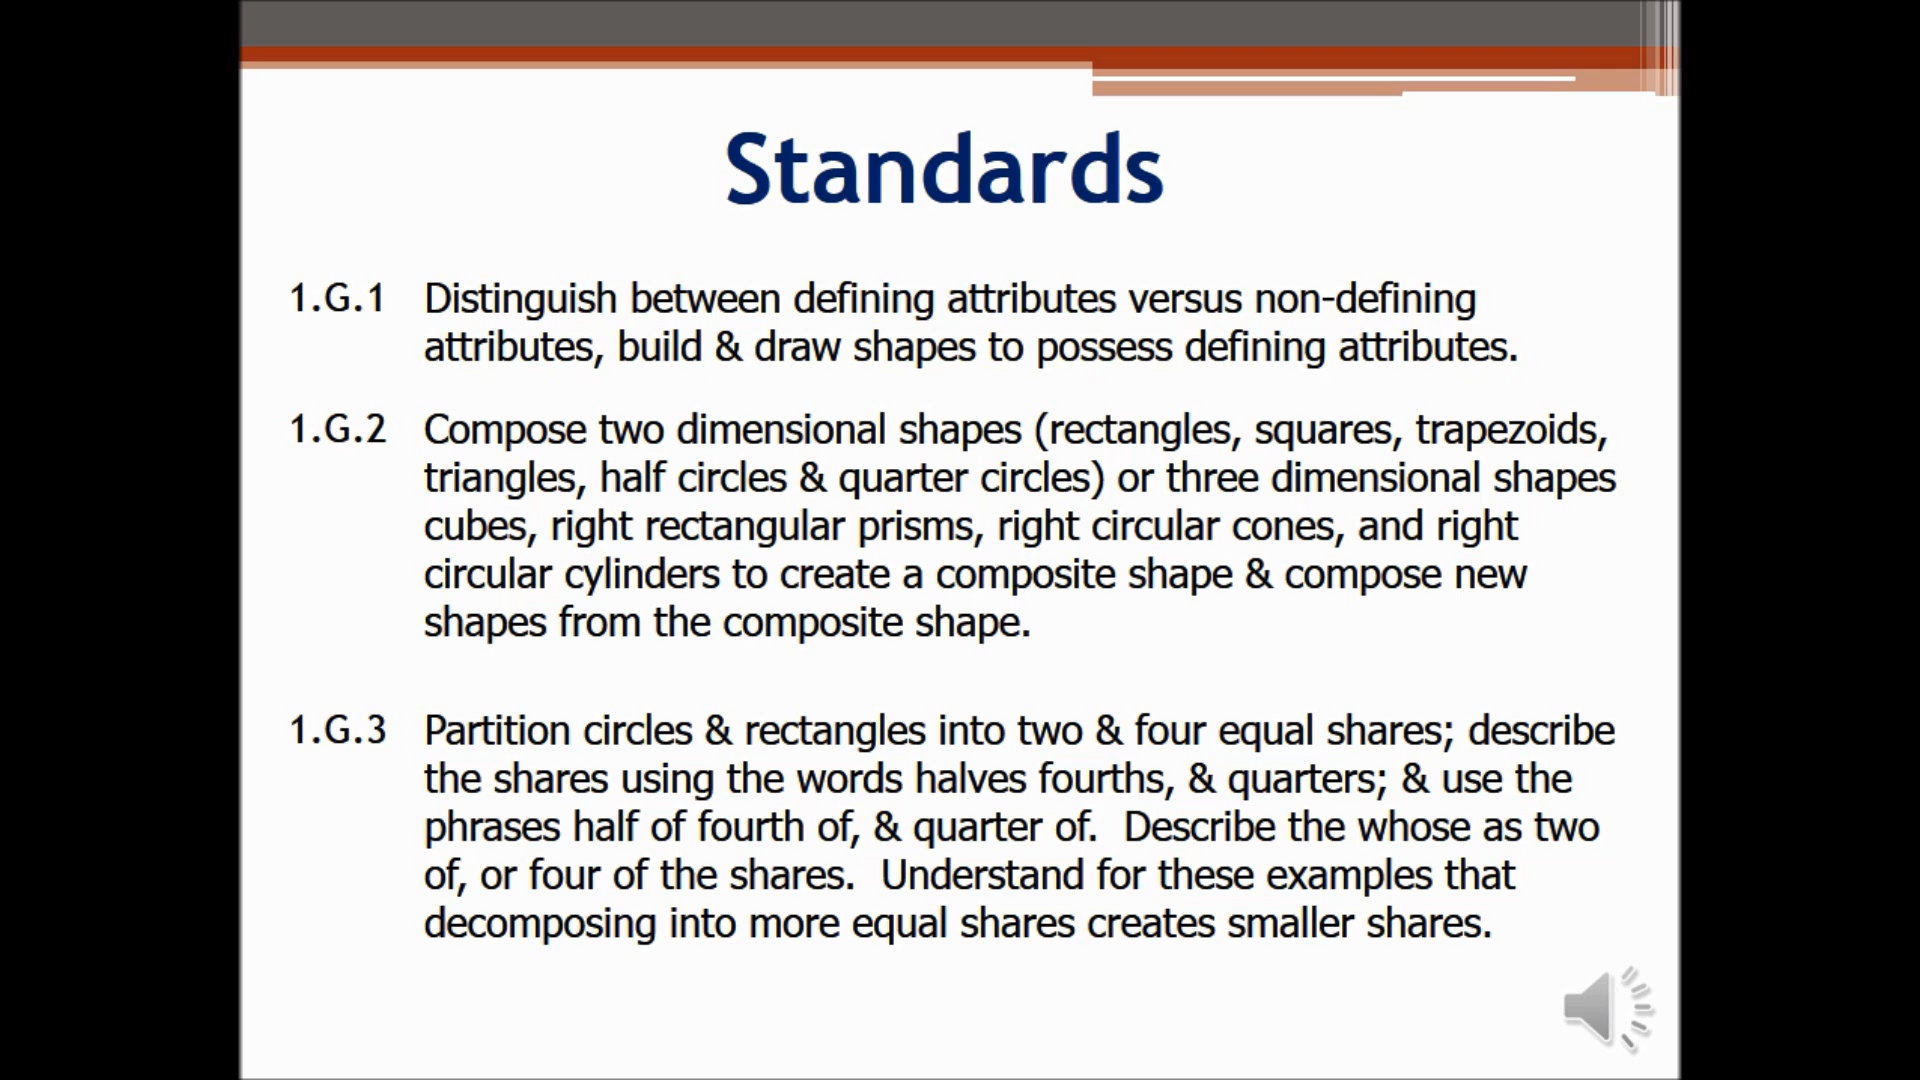 Standards
1.G.1 Distinguish between defining attributes versus non-defining
attributes, build & draw shapes to possess defining attributes.
1.G.2 Compose two dimensional shapes (rectangles, squares, trapezoids,
triangles, half circles & quarter circles) or three dimensional shapes
cubes, right rectangular prisms, right circular cones, and right
circular cylinders to create a composite shape & compose new
shapes from the composite shape.
1.G.3 Partition circles & rectangles into two & four equal shares; describe
the shares using the words halves fourths, & quarters; & use the
phrases half of fourth of, & quarter of. Describe the whose as two
of, or four of the shares. Understand for these examples that
decomposing into more equal shares creates smaller shares.